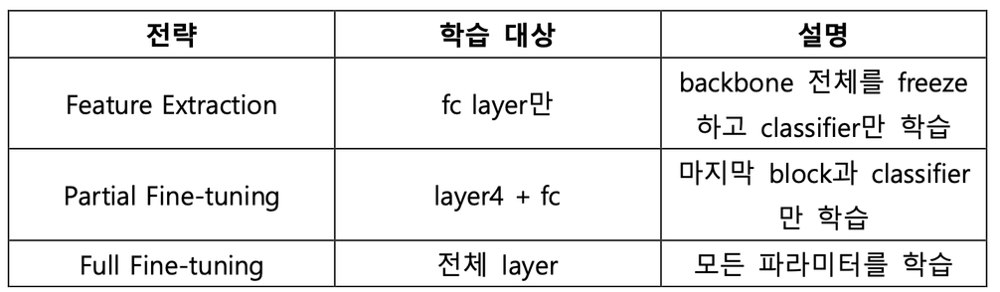 전략 학습 대상 설명
Feature Extraction fc layer만 backbone 전체를 freeze
하고 classifier만 학습
Partial Fine-tuning layer4 + fc 마지막 block과 classifier
만 학습
Full Fine-tuning 전체 layer 모든 파라미터를 학습